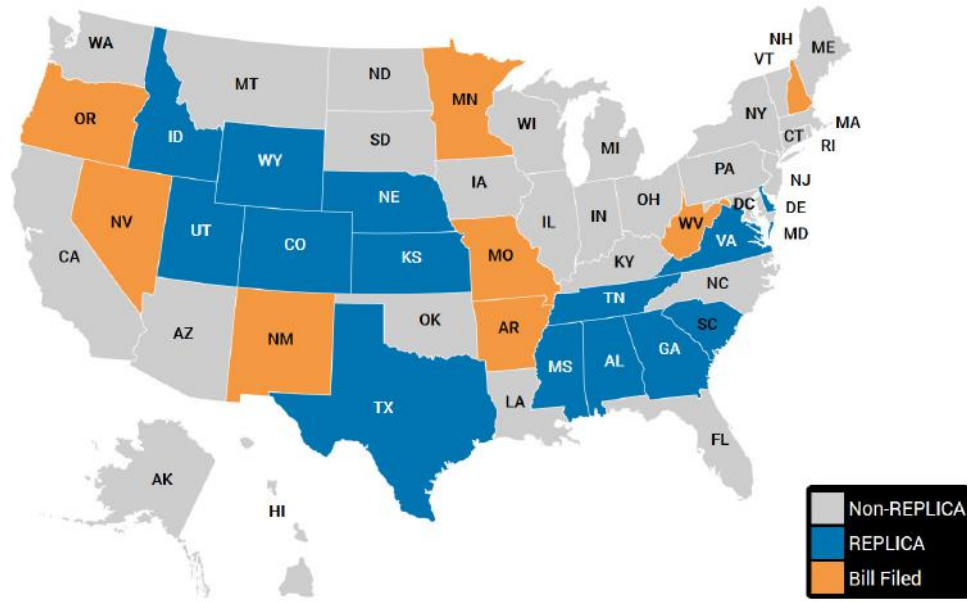 WA
MT
ND
MN
OR
ID
WY
SD
WI
MI
NH
VT
ME
NY
MA
CT
RI
PA
NJ
NV
UT
CO
NE
IA
IL
IN
OH
DC
DE
MD
WV
VA
CA
KS
MO
KY
NC
TN
AZ
NM
OK
AR
SC
MS
AL
GA
TX
LA
FL
AK
HI
Non-REPLICA
REPLICA
Bill Filed